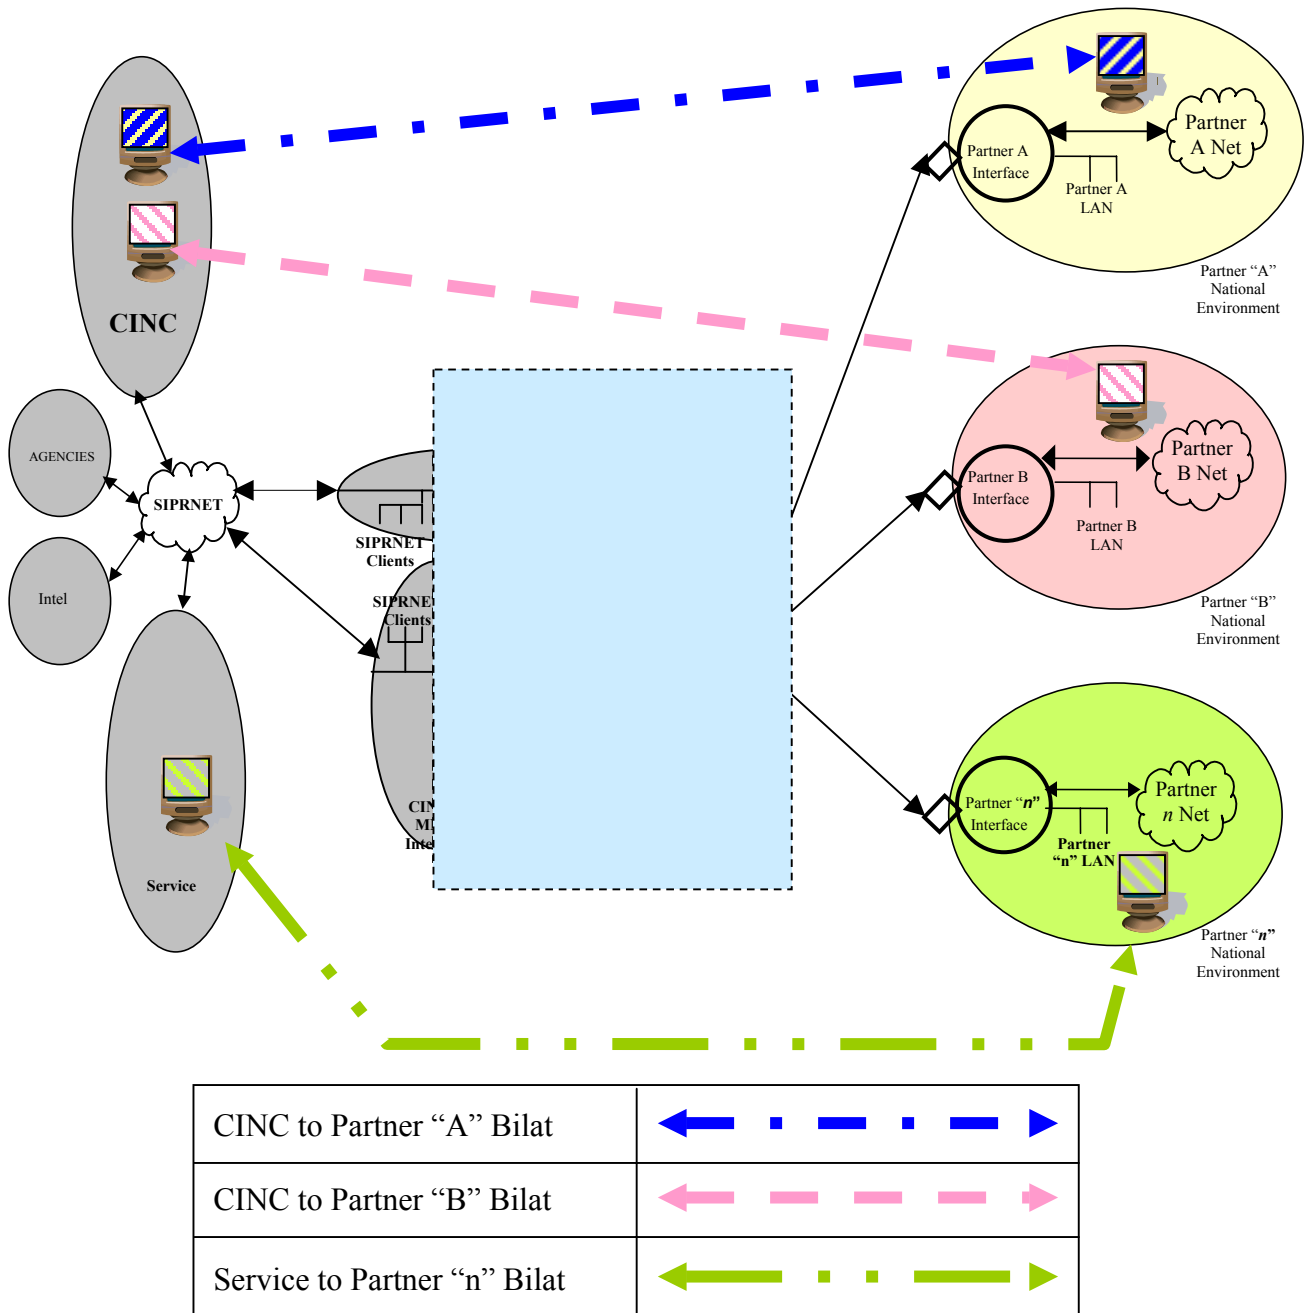 CINC
AGENCIES
Intel
SIPRNET
Service
SIPRNET
Clients
SIPRNE
Clients
Partner A
Interface
Partner
A Net
Partner A
LAN
Partner “A”
National
Environment
Partner B
Interface
Partner
B Net
Partner B
LAN
Partner “B”
National
Environment
Partner “n”
Interface
Partner
n Net
Partner
“n” LAN
Partner “n”
National
Environment
CINC to Partner “A” Bilat
CINC to Partner “B” Bilat
Service to Partner “n” Bilat